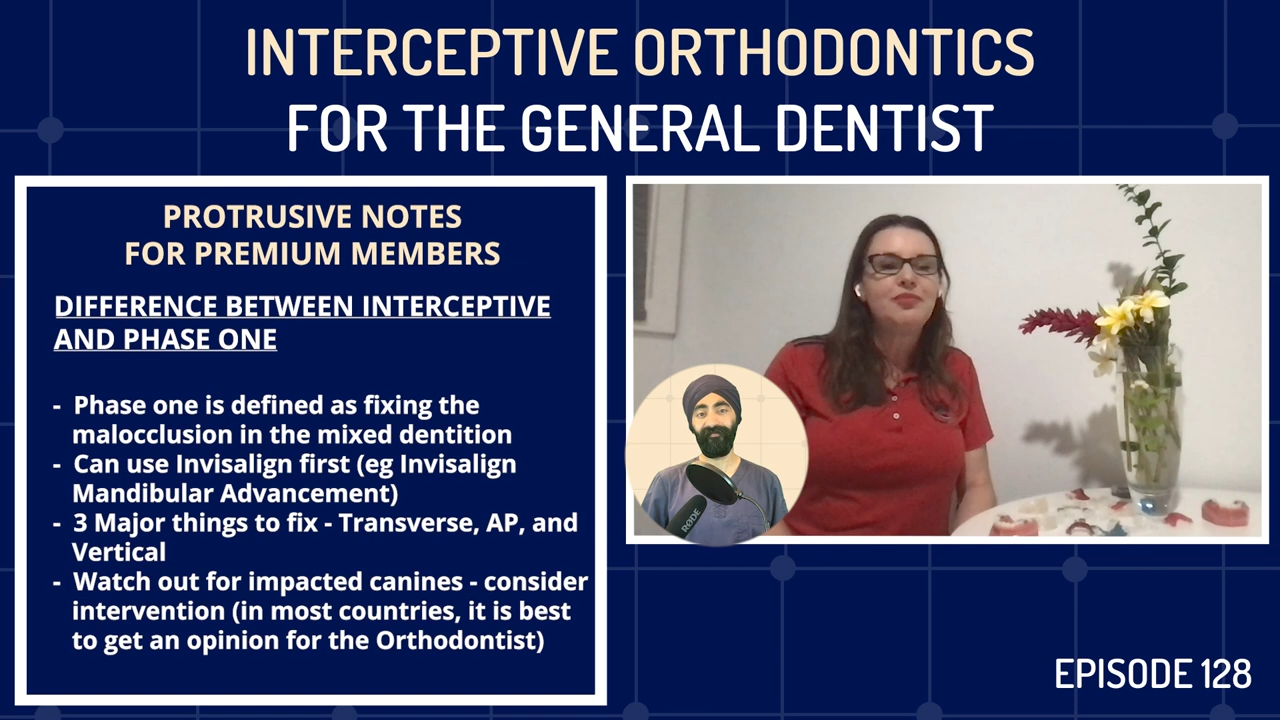 INTERCEPTIVE ORTHODONTICS
FOR THE GENERAL DENTIST
PROTRUSIVE NOTES
FOR PREMIUM MEMBERS
DIFFERENCE BETWEEN INTERCEPTIVE
AND PHASE ONE
- Phase one is defined as fixing the
malocclusion in the mixed dentition
- Can use Invisalign first (eg Invisalign
Mandibular Advancement)
- 3 Major things to fix - Transverse, AP, and
Vertical
- Watch out for impacted canines - consider
intervention (in most countries, it is best
to get an opinion for the Orthodontist)
RØDE
EPISODE 128